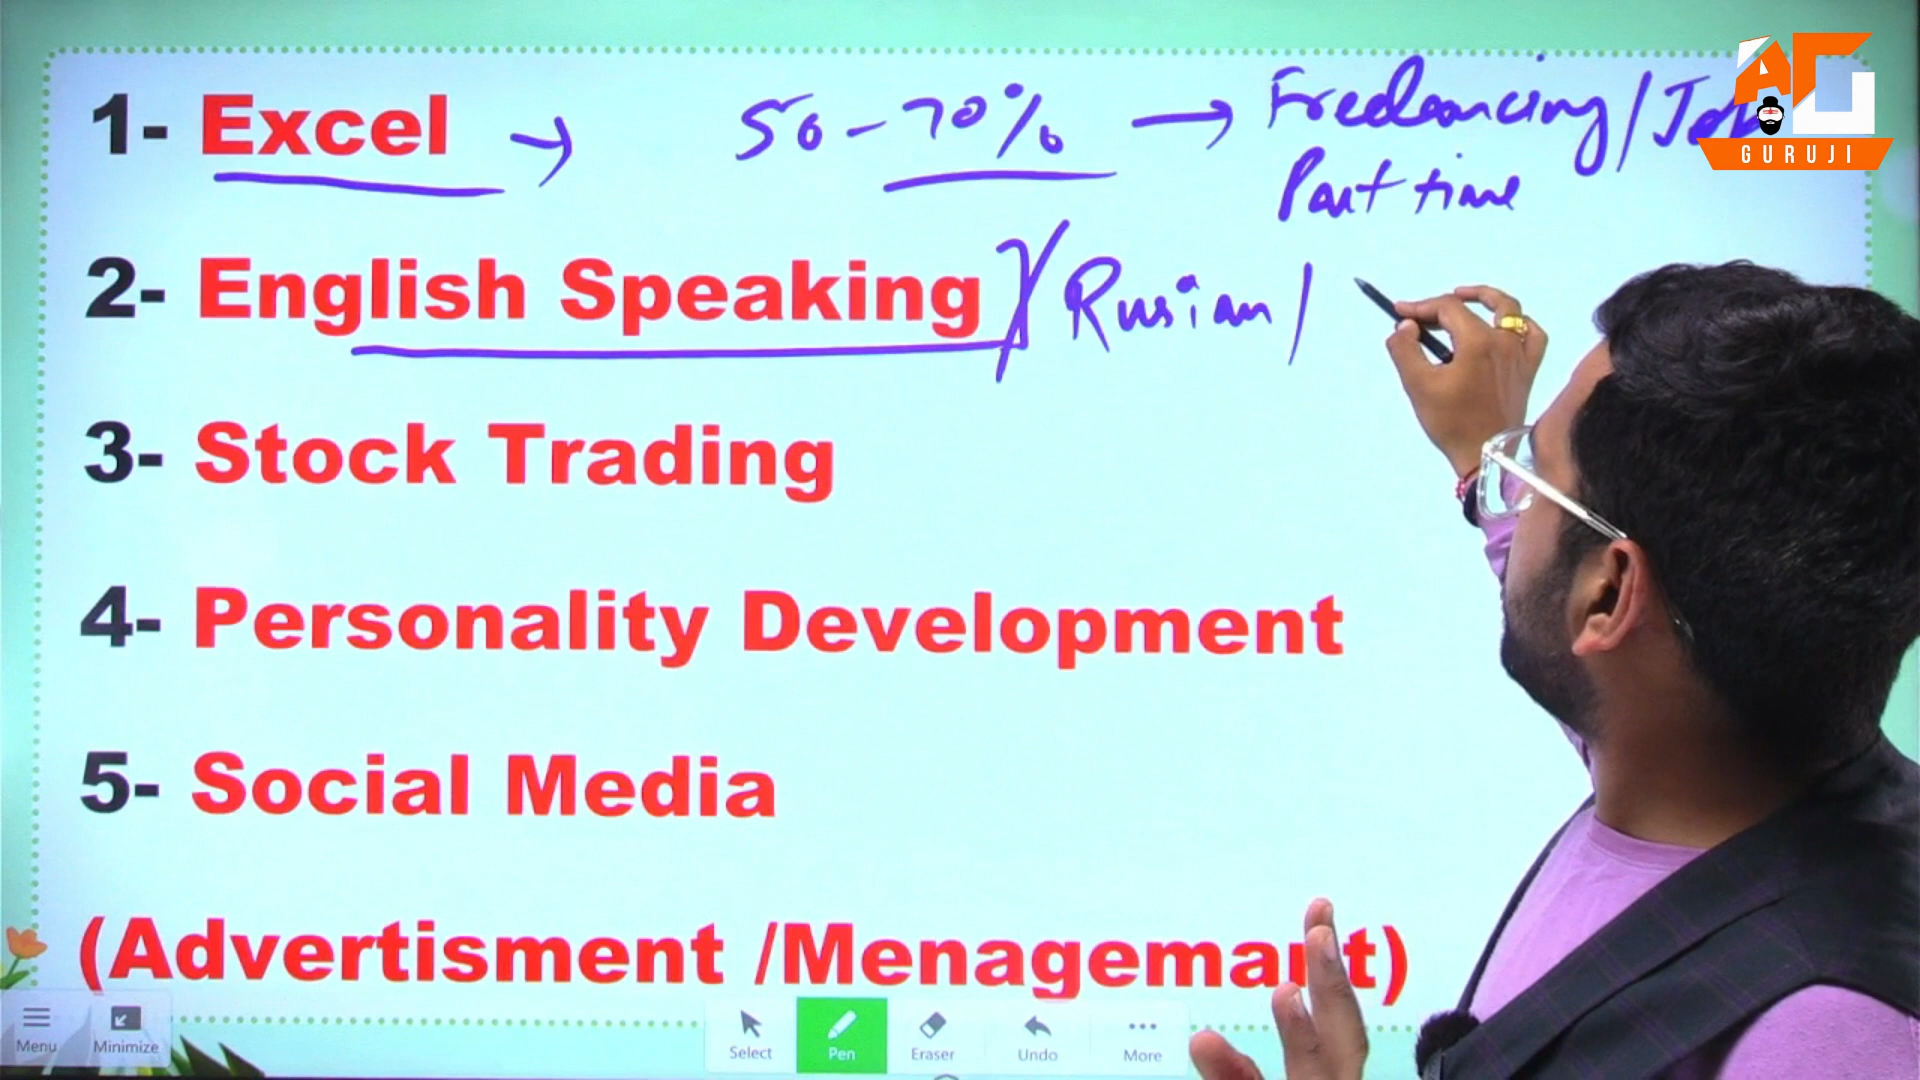 1- Excel → 50-70% → Freelancing / Job
Part time
2- English Speaking / Rusian /
3- Stock Trading
4- Personality Development
5- Social Media
(Advertisment /Menagemant)
AG
GURUJI
Menu
Minimize
Select
Pen
Eraser
Undo
More